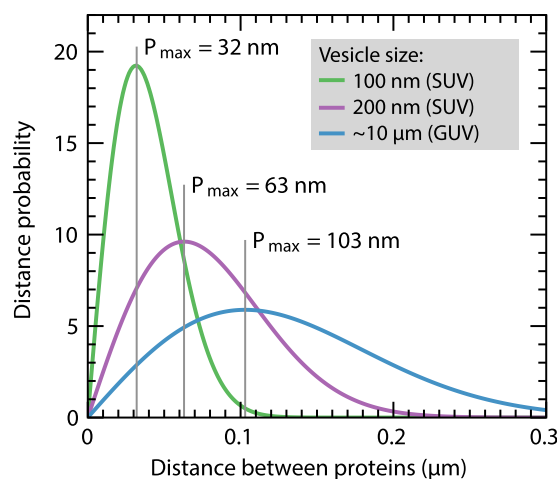 P max = 32 nm
Vesicle size:
100 nm (SUV)
200 nm (SUV)
~10 μm (GUV)
P max = 63 nm
P max = 103 nm
Distance probability
20
15
10
5
0
0
0.1
0.2
0.3
Distance between proteins (μm)